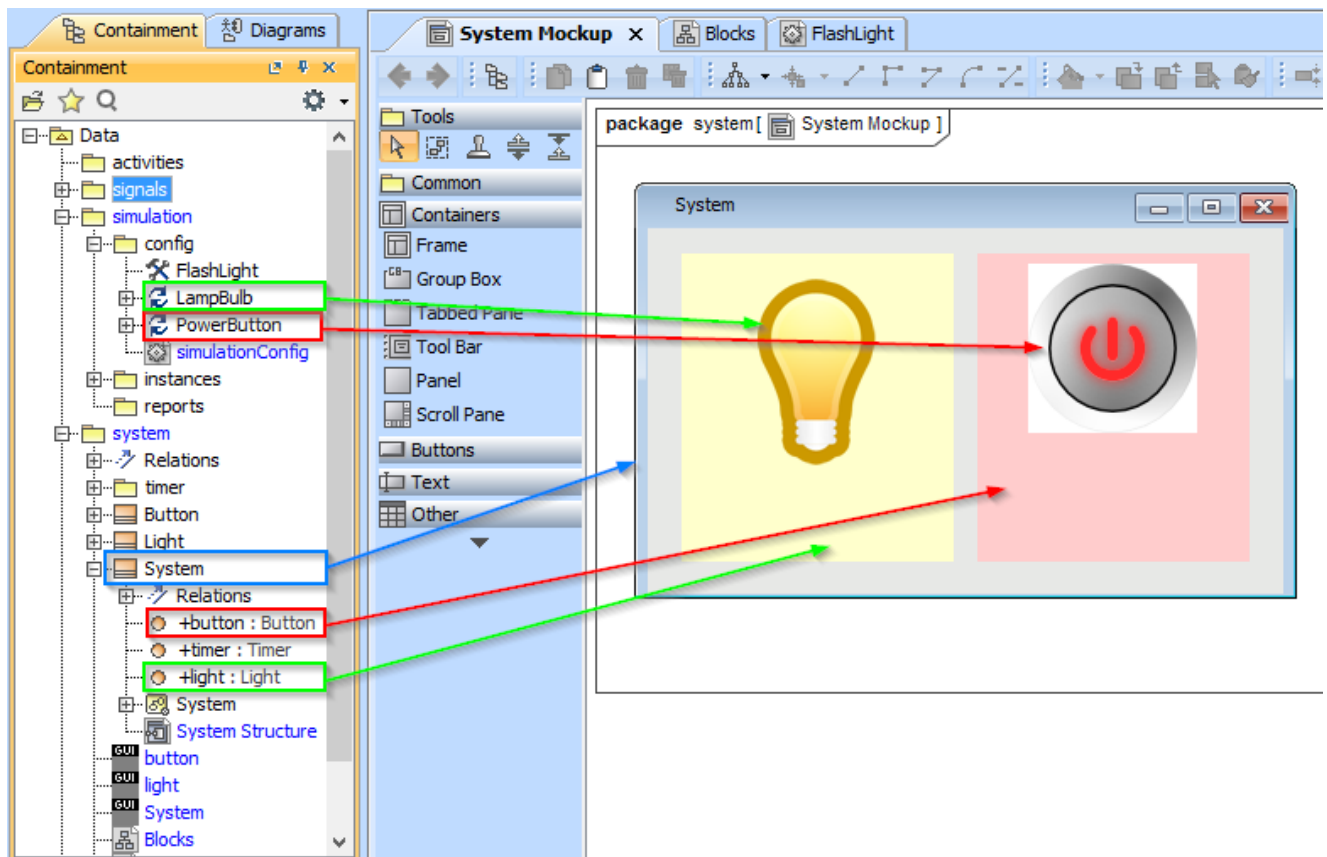 Containment
Diagrams
Containment
Data
activities
signals
simulation
config
FlashLight
LampBulb
PowerButton
simulationConfig
instances
reports
system
Relations
timer
Button
Light
System
Relations
+button : Button
+timer : Timer
+light : Light
System
System Structure
GUI button
GUI light
GUI System
Blocks
System Mockup
Blocks
FlashLight
Tools
Common
Containers
Frame
Group Box
Tabbed Pane
Tool Bar
Panel
Scroll Pane
Buttons
Text
Other
package system[ System Mockup ]
System